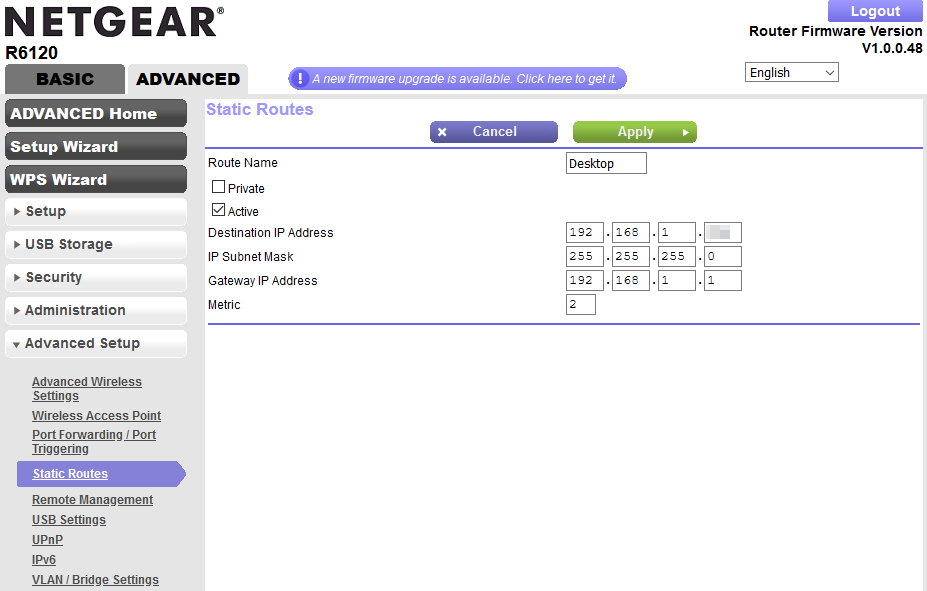 NETGEAR®
R6120
Logout
Router Firmware Version
V1.0.0.48
BASIC
ADVANCED
! A new firmware upgrade is available. Click here to get it.
English
ADVANCED Home
Setup Wizard
WPS Wizard
Setup
USB Storage
Security
Administration
Advanced Setup
Advanced Wireless
Settings
Wireless Access Point
Port Forwarding / Port
Triggering
Static Routes
Remote Management
USB Settings
UPnP
IPv6
VLAN / Bridge Settings
Static Routes
Cancel
Apply
Route Name Desktop
Private
Active
Destination IP Address 192 . 168 . 1 .
IP Subnet Mask 255 . 255 . 255 . 0
Gateway IP Address 192 . 168 . 1 . 1
Metric 2